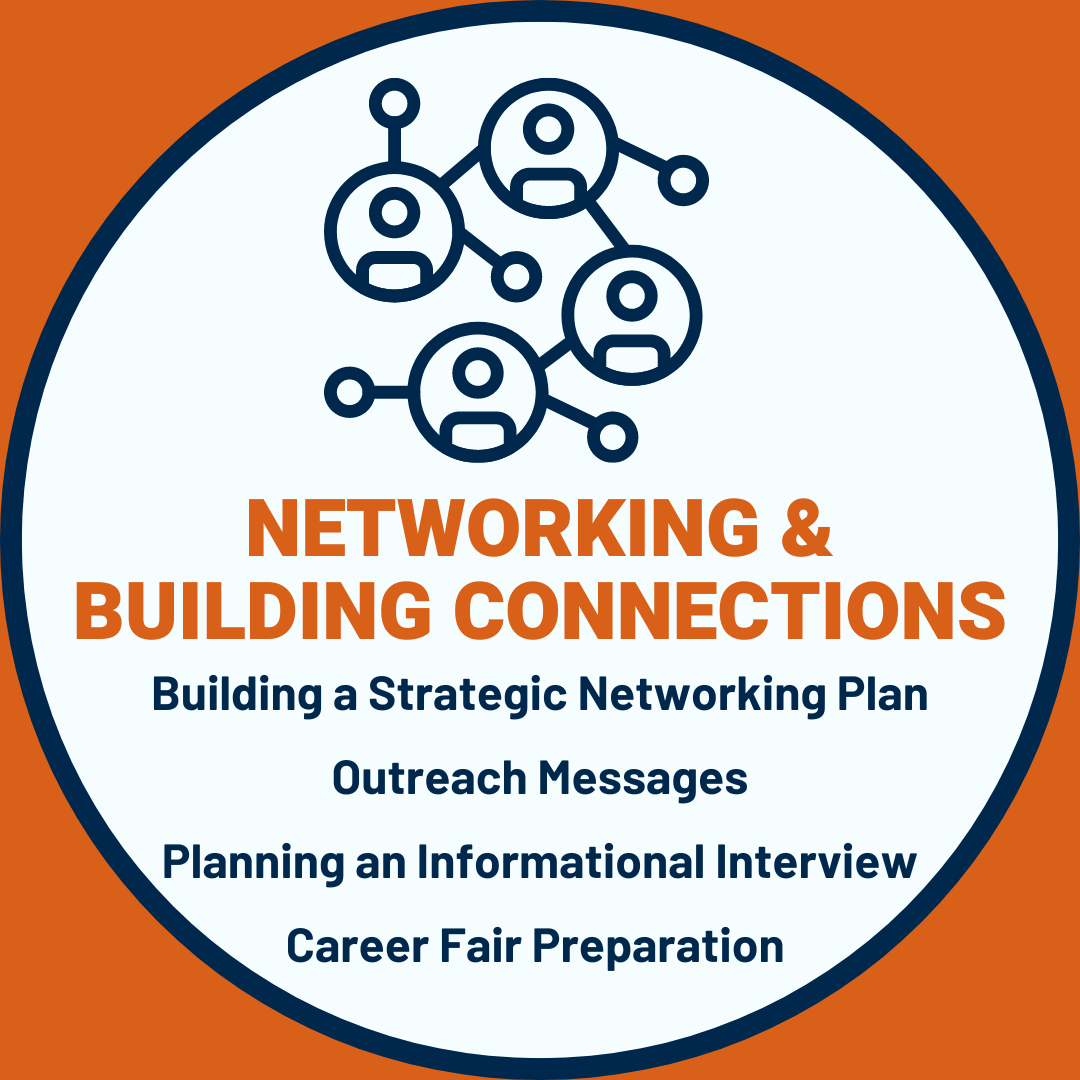 NETWORKING &
BUILDING CONNECTIONS
Building a Strategic Networking Plan
Outreach Messages
Planning an Informational Interview
Career Fair Preparation